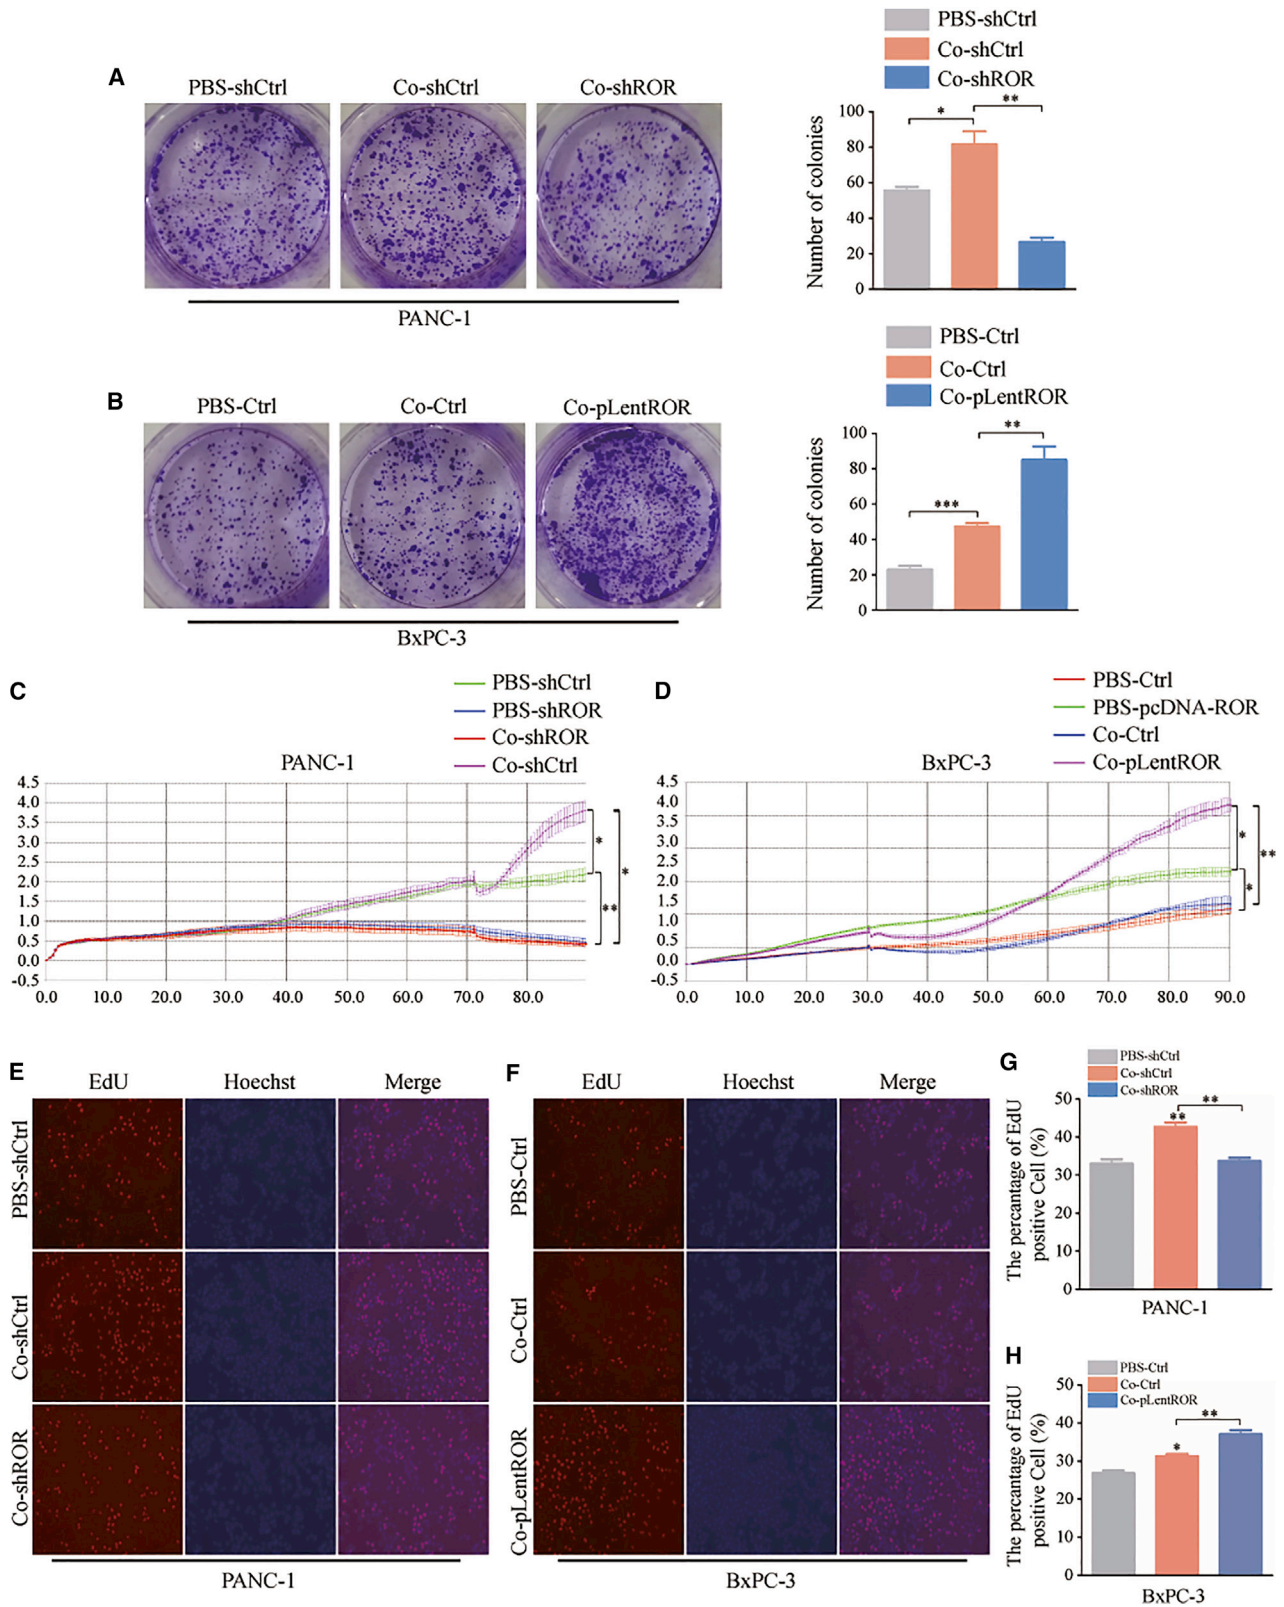 A
PBS-shCtrl
Co-shCtrl
Co-shROR
PANC-1
PBS-shCtrl
Co-shCtrl
Co-shROR
Number of colonies
100
80
60
40
20
0
*
**
B
PBS-Ctrl
Co-Ctrl
Co-pLentROR
BxPC-3
PBS-Ctrl
Co-Ctrl
Co-pLentROR
Number of colonies
100
80
60
40
20
0
***
**
C
PBS-shCtrl
PBS-shROR
Co-shROR
Co-shCtrl
PANC-1
4.5
4.0
3.5
3.0
2.5
2.0
1.5
1.0
0.5
0.0
-0.5
0.0 10.0 20.0 30.0 40.0 50.0 60.0 70.0 80.0
*
**
*
D
PBS-Ctrl
PBS-pcDNA-ROR
Co-Ctrl
Co-pLentROR
BxPC-3
4.5
4.0
3.0
2.5
2.0
1.5
1.0
0.5
0.0
-0.5
0.0 10.0 20.0 30.0 40.0 50.0 60.0 70.0 80.0 90.0
*
*
**
E
EdU Hoechst Merge
PBS-shCtrl
Co-shCtrl
Co-shROR
PANC-1
F
EdU Hoechst Merge
PBS-Ctrl
Co-Ctrl
Co-pLentROR
BxPC-3
G
PBS-shCtrl
Co-shCtrl
Co-shROR
The percantage of EdU
positive Cell (%)
50
40
30
20
10
0
**
**
PANC-1
H
PBS-Ctrl
Co-Ctrl
Co-pLentROR
The percantage of EdU
positive Cell (%)
50
40
30
20
10
0
*
**
BxPC-3